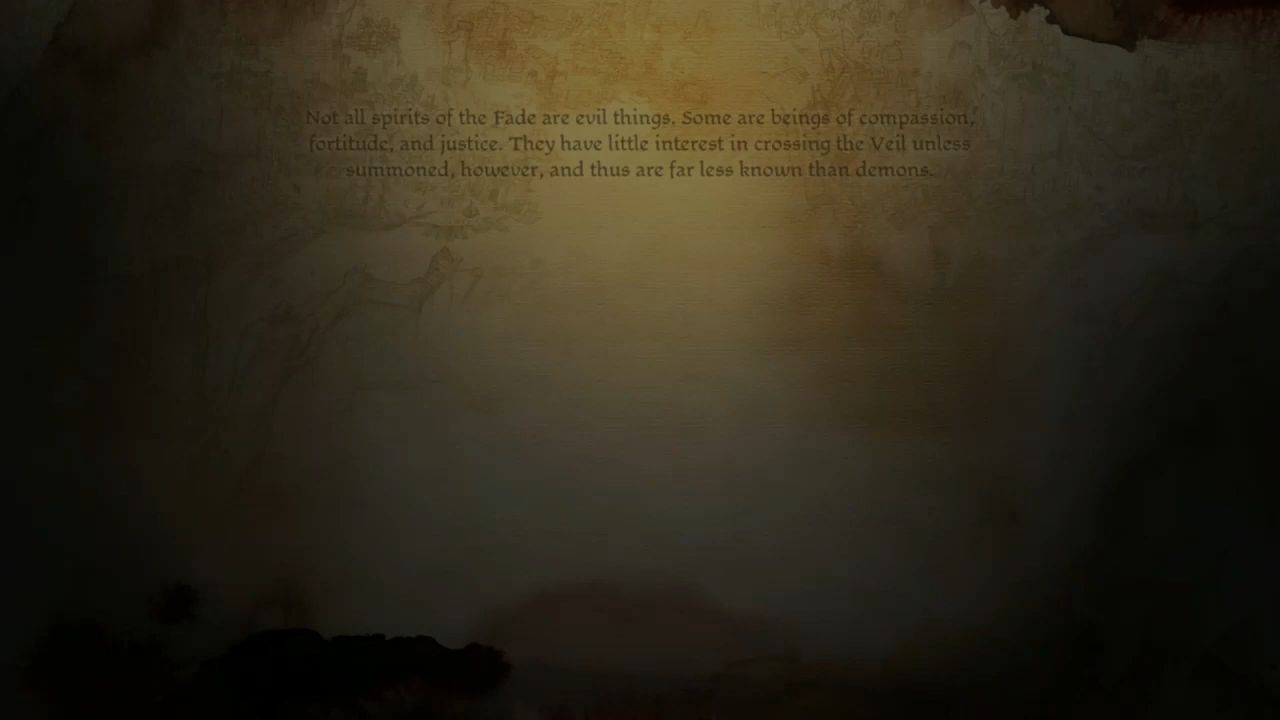 Not all spirits of the Fade are evil things. Some are beings of compassion,
fortitude, and justice. They have little interest in crossing the Veil unless
summoned, however, and thus are far less known than demons.